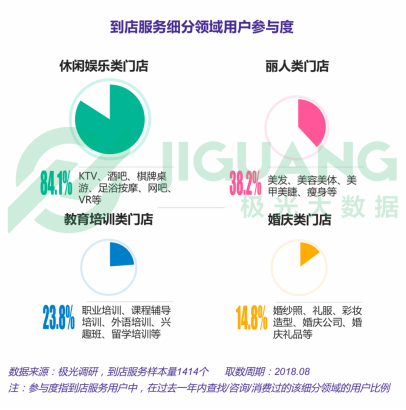 到店服务细分领域用户参与度
休闲娱乐类门店
丽人类门店
84.1%
KTV、酒吧、棋牌桌
游、足浴按摩、网吧、
VR等
38.2%
美发、美容美体、美
甲美睫、瘦身等
JIGUANG
极光大数据
教育培训类门店
婚庆类门店
23.8%
职业培训、课程辅导
培训、外语培训、兴
趣班、留学培训等
14.8%
婚纱照、礼服、彩妆
造型、婚庆公司、婚
庆礼品等
数据来源：极光调研，到店服务样本量1414个 取数周期：2018.08
注：参与度指到店服务用户中，在过去一年内查找/咨询/消费过的该细分领域的用户比例